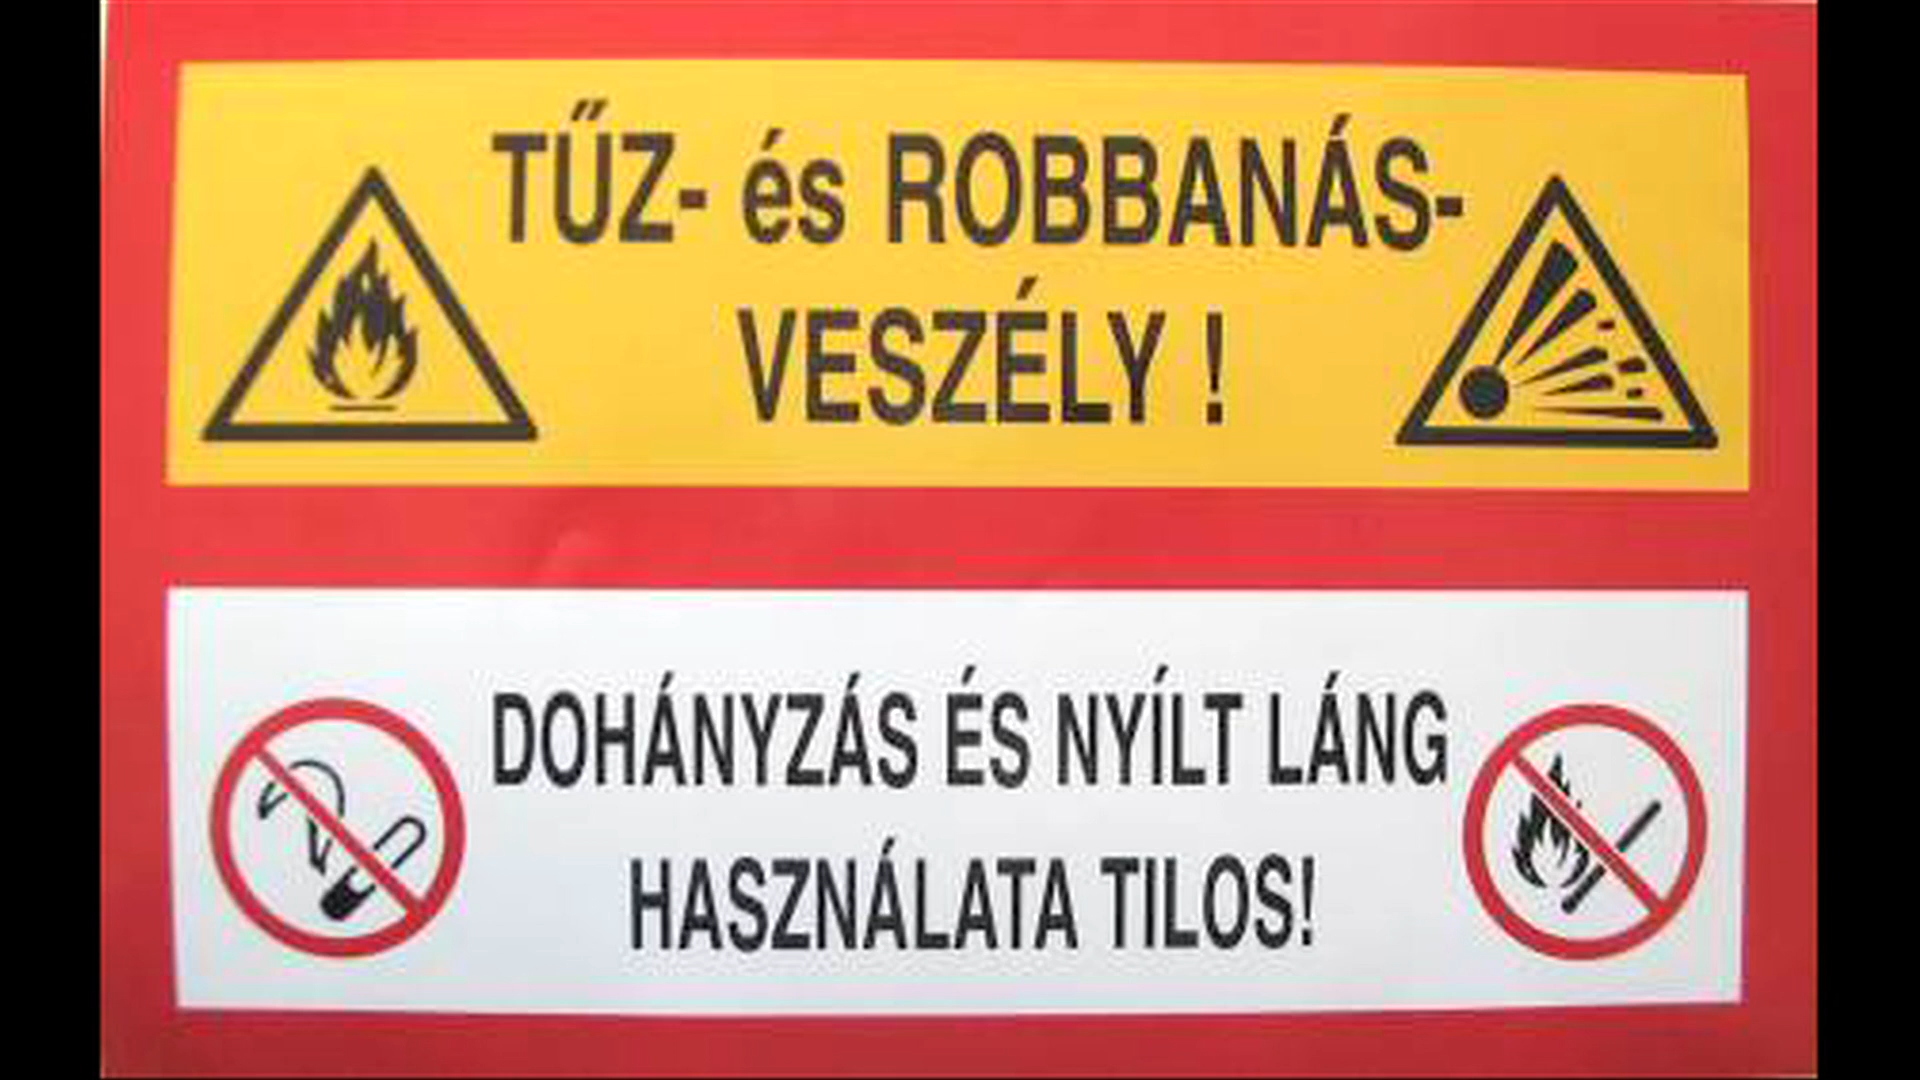 TŰZ- és ROBBANÁS-
VESZÉLY !
DOHÁNYZÁS ÉS NYÍLT LÁNG
HASZNÁLATA TILOS!